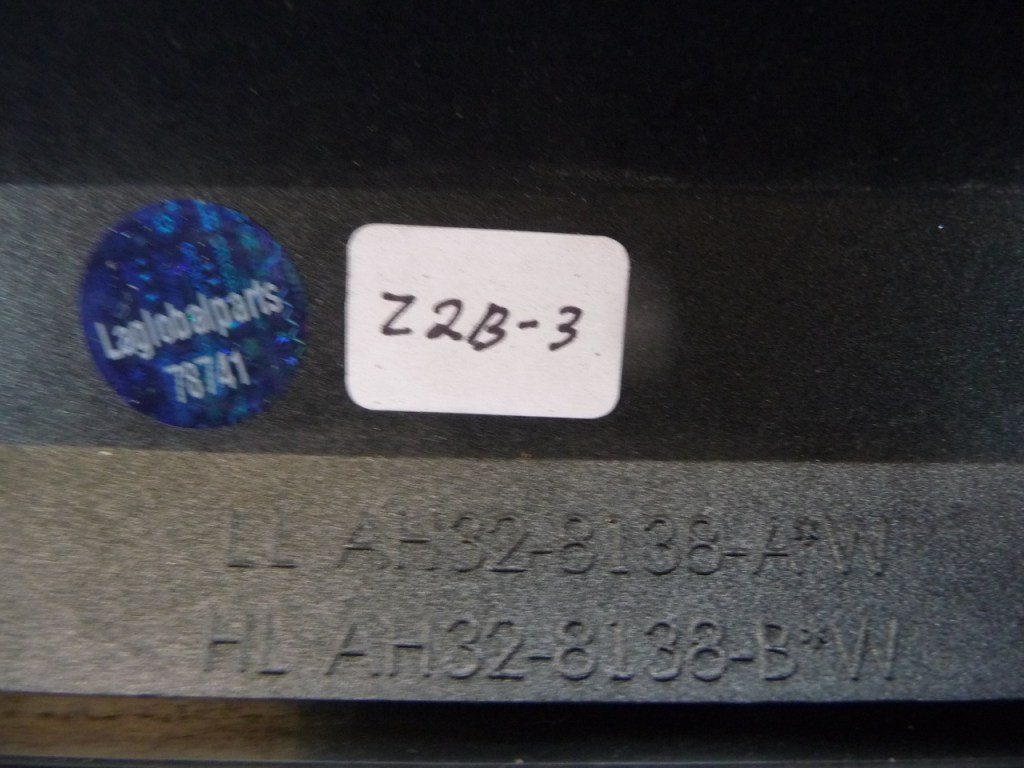 Laglobalparts
78741
Z2B-3
LL AH32-8138-A*W
HL AH32-8138-B*W